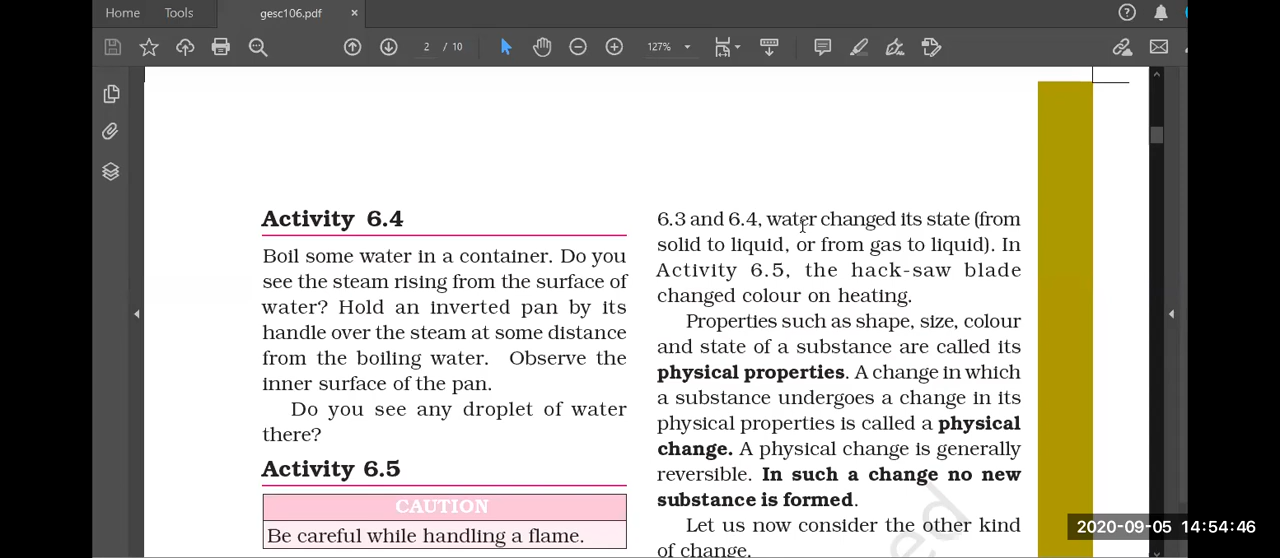 Home Tools gesc106.pdf ×
2 / 10 127%
Activity 6.4
Boil some water in a container. Do you
see the steam rising from the surface of
water? Hold an inverted pan by its
handle over the steam at some distance
from the boiling water. Observe the
inner surface of the pan.
Do you see any droplet of water
there?
Activity 6.5
CAUTION
Be careful while handling a flame.
6.3 and 6.4, water changed its state (from
solid to liquid, or from gas to liquid). In
Activity 6.5, the hack-saw blade
changed colour on heating.
Properties such as shape, size, colour
and state of a substance are called its
physical properties. A change in which
a substance undergoes a change in its
physical properties is called a physical
change. A physical change is generally
reversible. In such a change no new
substance is formed.
Let us now consider the other kind
of change.
2020-09-05 14:54:46